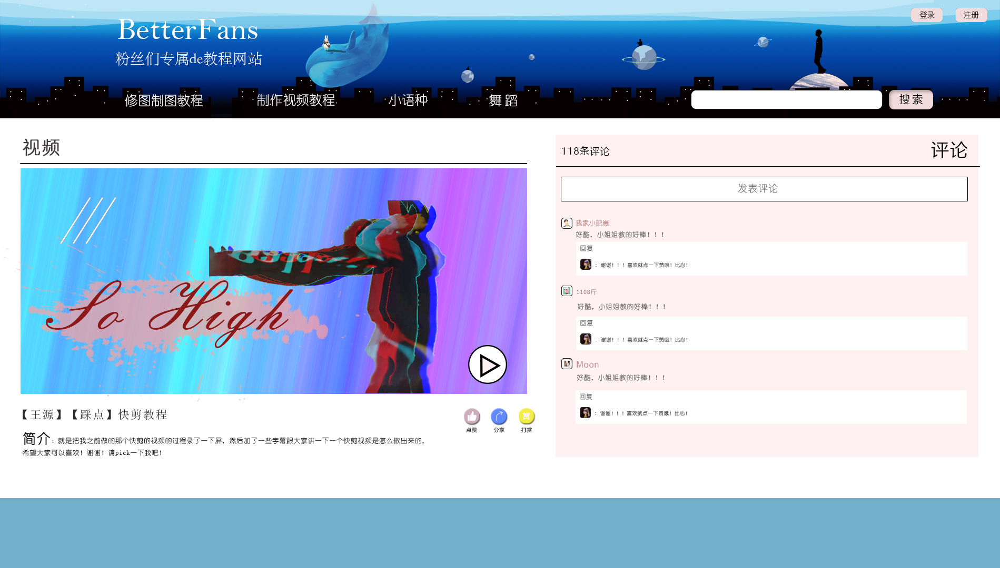 BetterFans
粉丝们专属de教程网站
登录
注册
修图制图教程
制作视频教程
小语种
舞蹈
搜索
视频
So High
【王源】【踩点】快剪教程
点赞
分享
赏
打赏
简介：就是把我之前做的那个快剪的视频的过程录了一下屏，然后加了一些字幕跟大家讲一下一个快剪视频是怎么做出来的，
希望大家可以喜欢！谢谢！请pick一下我吧！
118条评论
评论
发表评论
我家小肥崽
好酷，小姐姐教的好棒！！！
回复
：谢谢！！！喜欢就点一下赞哦！比心！
1108斤
好酷，小姐姐教的好棒！！！
回复
：谢谢！！！喜欢就点一下赞哦！比心！
Moon
好酷，小姐姐教的好棒！！！
回复
：谢谢！！！喜欢就点一下赞哦！比心！